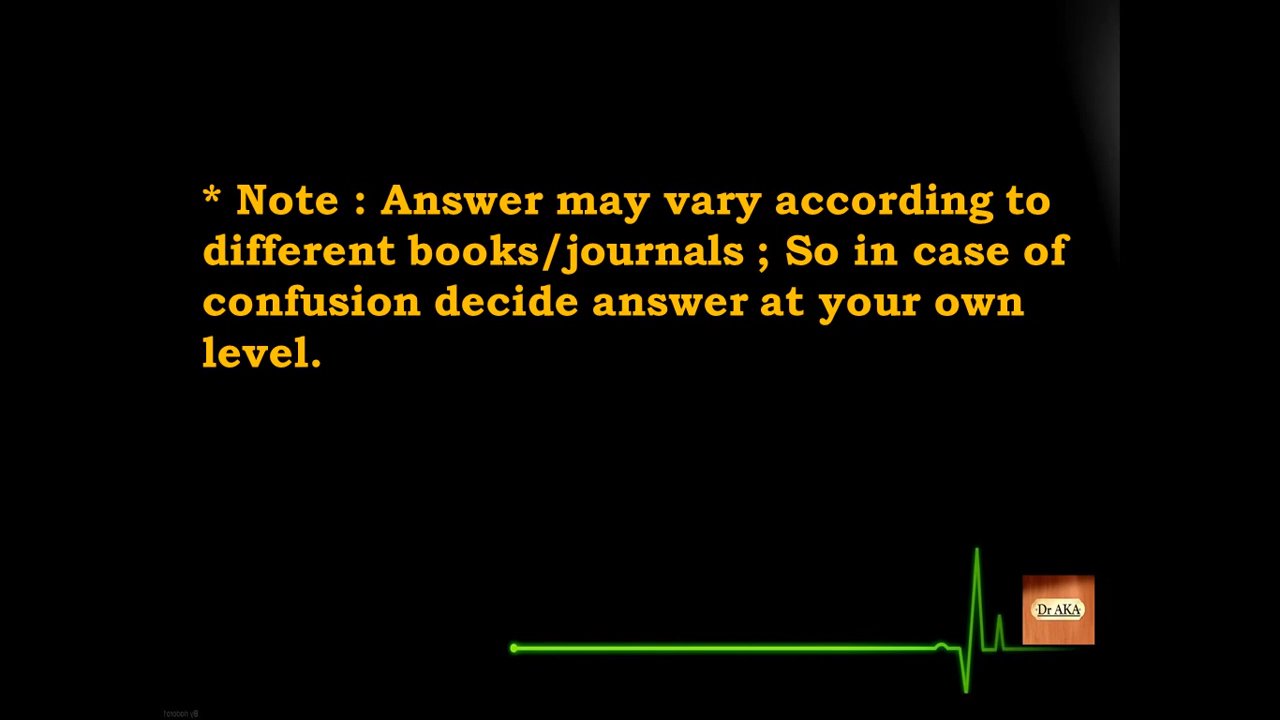 * Note : Answer may vary according to
different books/journals ; So in case of
confusion decide answer at your own
level.
Dr AKA